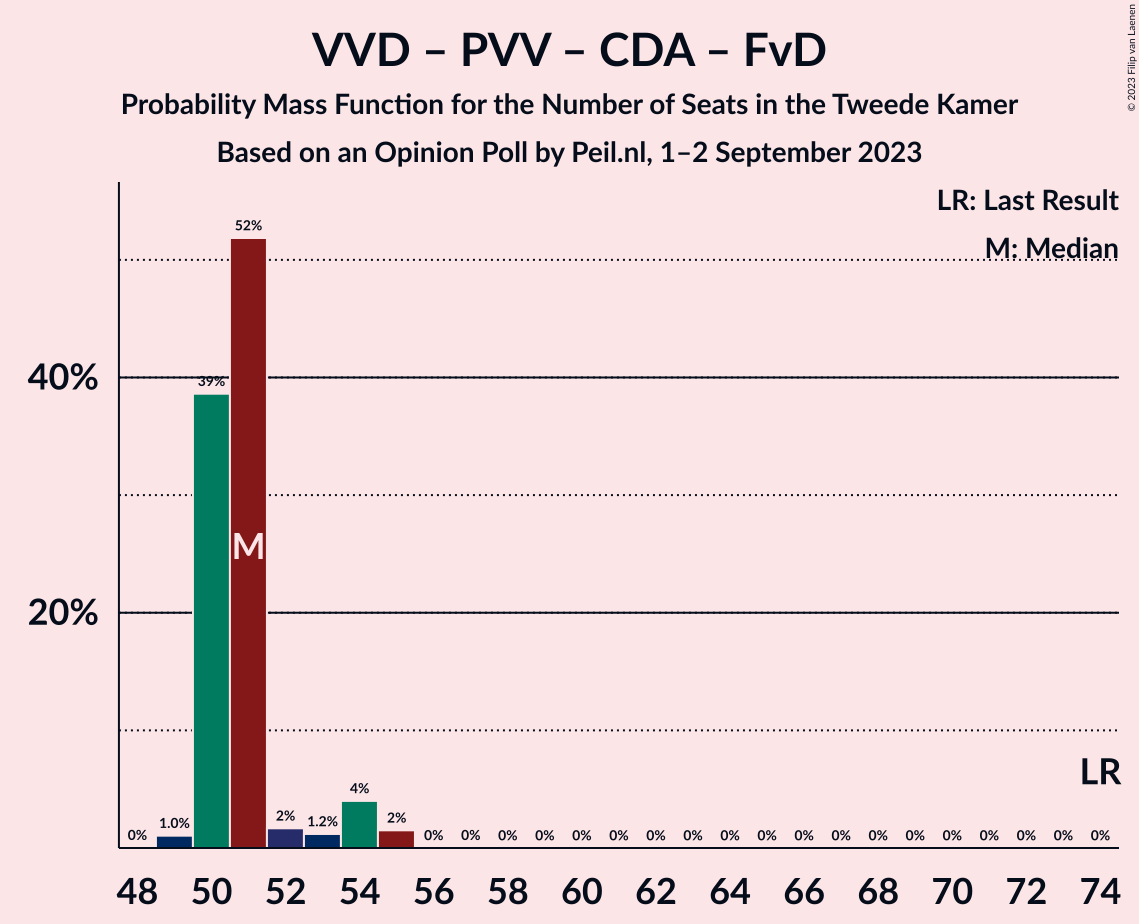 VVD – PVV – CDA – FvD
Probability Mass Function for the Number of Seats in the Tweede Kamer
Based on an Opinion Poll by Peil.nl, 1–2 September 2023
© 2023 Filip van Laenen
LR: Last Result
M: Median
52%
40%
39%
M
20%
LR
0% 1.0% 2% 1.2% 4% 2% 0% 0% 0% 0% 0% 0% 0% 0% 0% 0% 0% 0% 0% 0% 0% 0% 0% 0% 0%
48 50 52 54 56 58 60 62 64 66 68 70 72 74